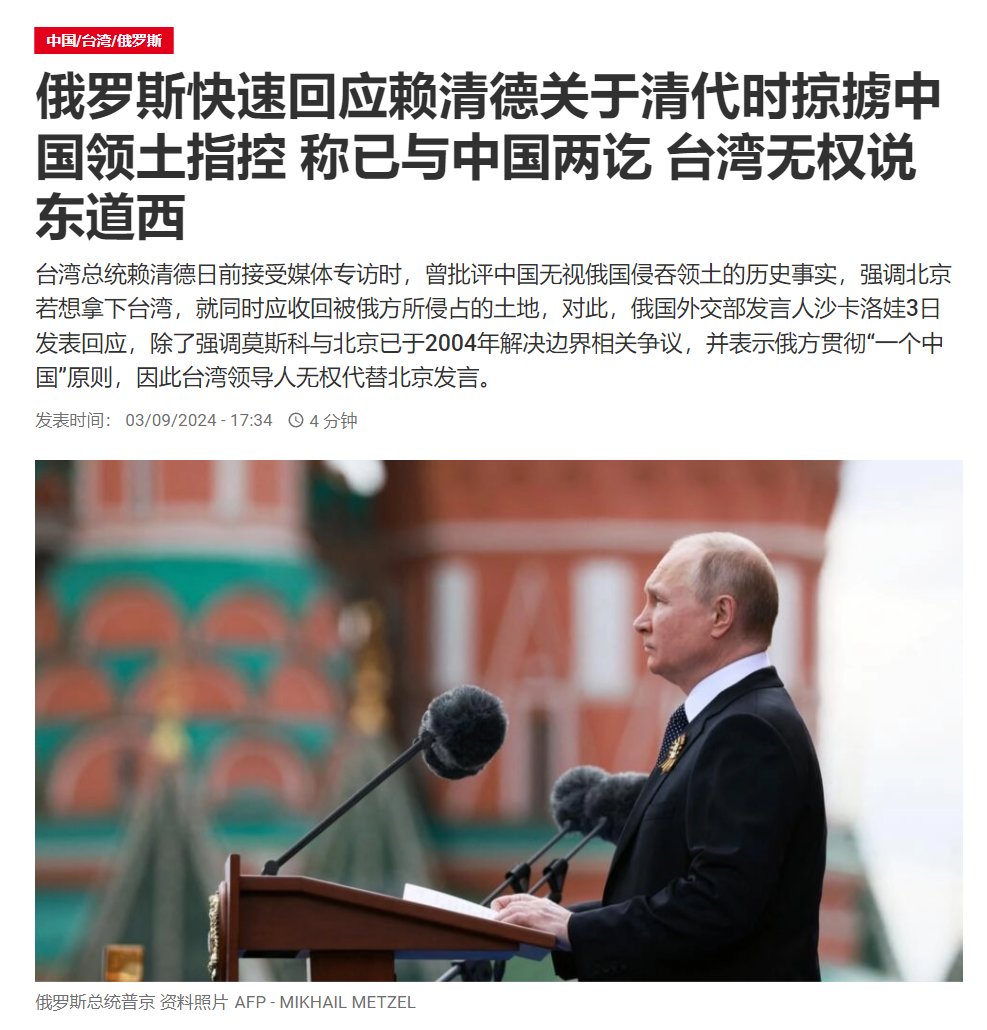 中国/台湾/俄罗斯
俄罗斯快速回应赖清德关于清代时掠掳中
国领土指控 称已与中国两讫 台湾无权说
东道西
台湾总统赖清德日前接受媒体专访时，曾批评中国无视俄国侵吞领土的历史事实，强调北京
若想拿下台湾，就同时应收回被俄方所侵占的土地，对此，俄国外交部发言人沙卡洛娃3日
发表回应，除了强调莫斯科与北京已于2004年解决边界相关争议，并表示俄方贯彻“一个中
国”原则，因此台湾领导人无权代替北京发言。
发表时间： 03/09/2024 - 17:34 4 分钟
俄罗斯总统普京 资料照片 AFP - MIKHAIL METZEL